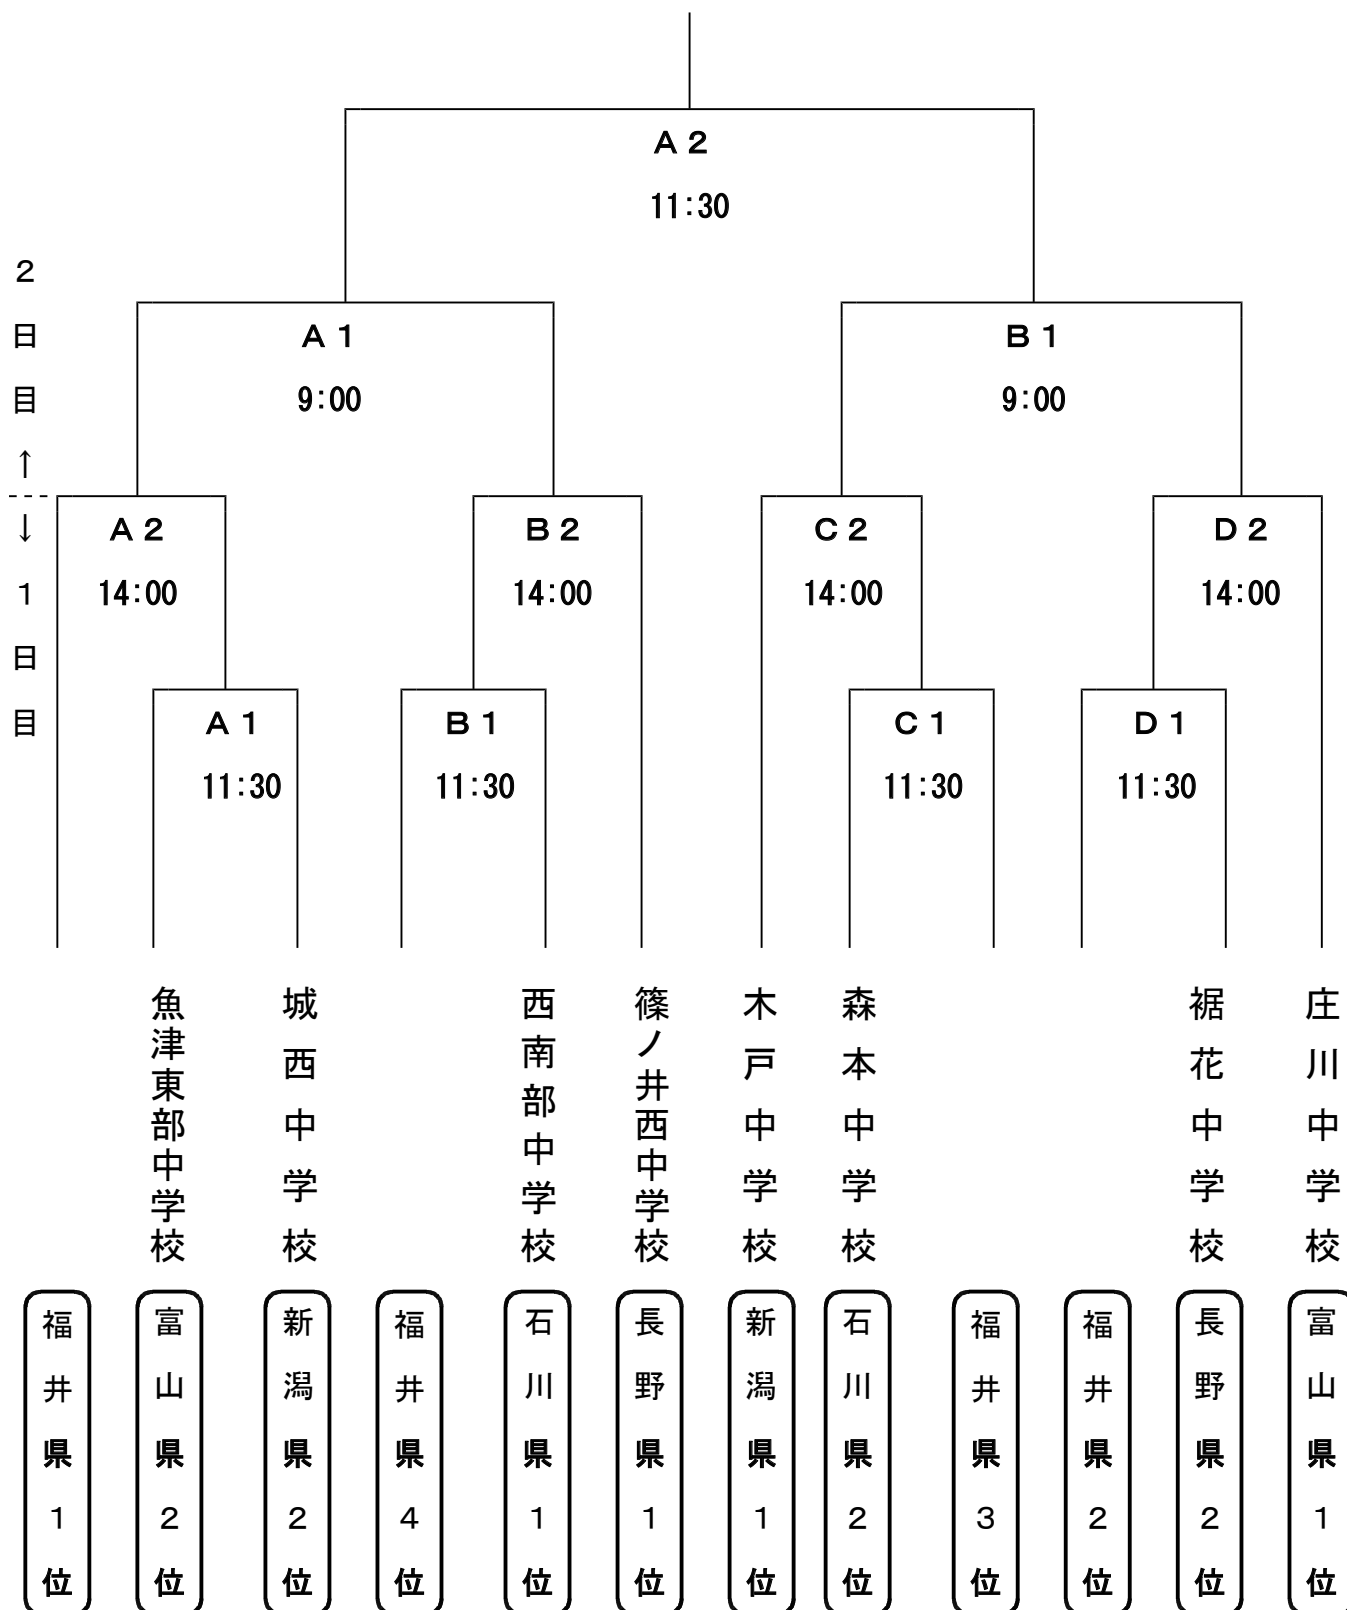 A2
11:30
2日目↑
↓1日目
A1
9:00
B1
9:00
A2
14:00
B2
14:00
C2
14:00
D2
14:00
A1
11:30
B1
11:30
C1
11:30
D1
11:30
魚津東部中学校
城西中学校
西南部中学校
篠ノ井西中学校
木戸中学校
森本中学校
裾花中学校
庄川中学校
福井県1位
富山県2位
新潟県2位
福井県4位
石川県1位
長野県1位
新潟県1位
石川県2位
福井県3位
福井県2位
長野県2位
富山県1位